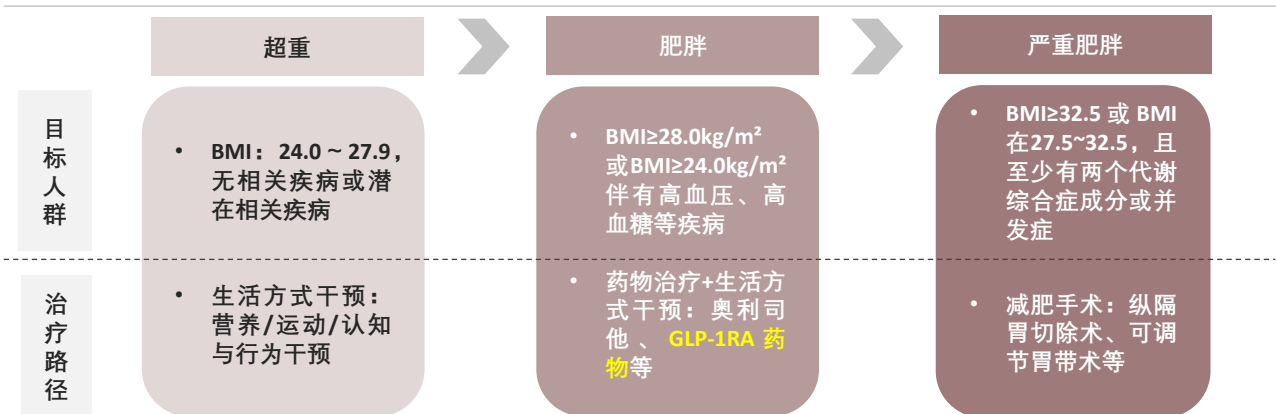 超重
肥胖
严重肥胖
目
标
人
群
• BMI：24.0～27.9，
无相关疾病或潜
在相关疾病
• BMI≥28.0kg/m²
或BMI≥24.0kg/m²
伴有高血压、高
血糖等疾病
• BMI≥32.5 或 BMI
在27.5~32.5，且
至少有两个代谢
综合症成分或并
发症
治
疗
路
径
• 生活方式干预：
营养/运动/认知
与行为干预
• 药物治疗+生活方
式干预：奥利司
他、GLP-1RA 药
物等
• 减肥手术：纵隔
胃切除术、可调
节胃带术等